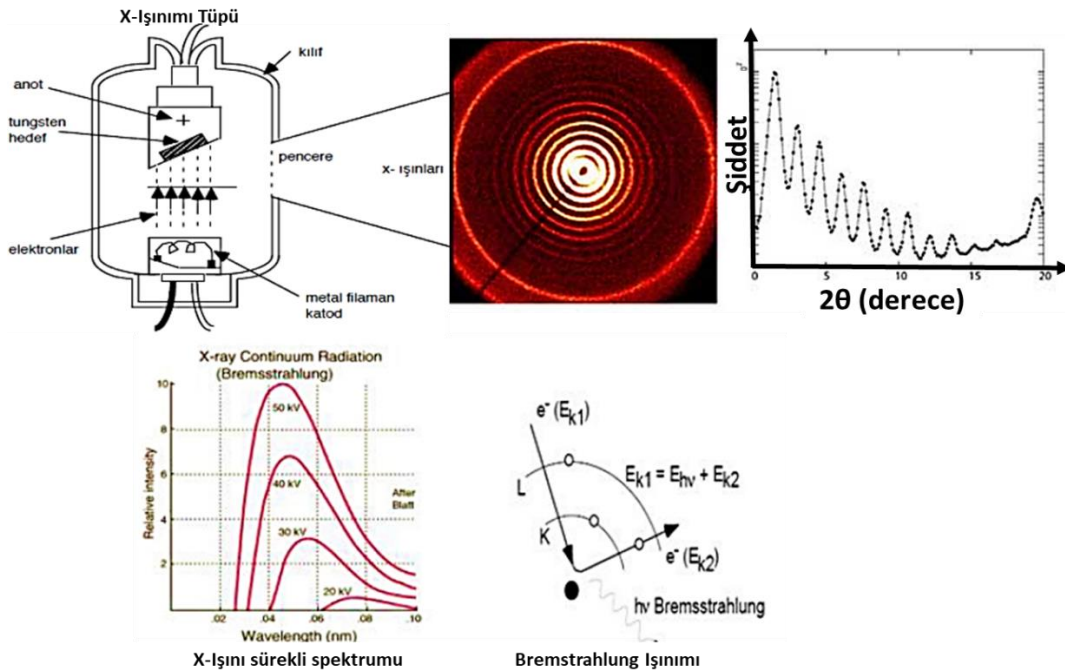 X-Işınımı Tüpü
kılıf
anot
tungsten
hedef
pencere
x- ışınları
elektronlar
metal filaman
katod
Şiddet
0
5
10
15
20
2θ (derece)
X-ray Continuum Radiation
(Bremsstrahlung)
10
8
6
4
2
Relative intensity
50 kV
40 kV
30 kV
20 kV
After
Blatt
.02
.04
.06
.08
.10
Wavelength (nm)
X-Işını sürekli spektrumu
e⁻ (Ek1)
Ek1 = Ehν + Ek2
L
K
e⁻ (Ek2)
hν Bremsstrahlung
Bremstrahlung Işınımı